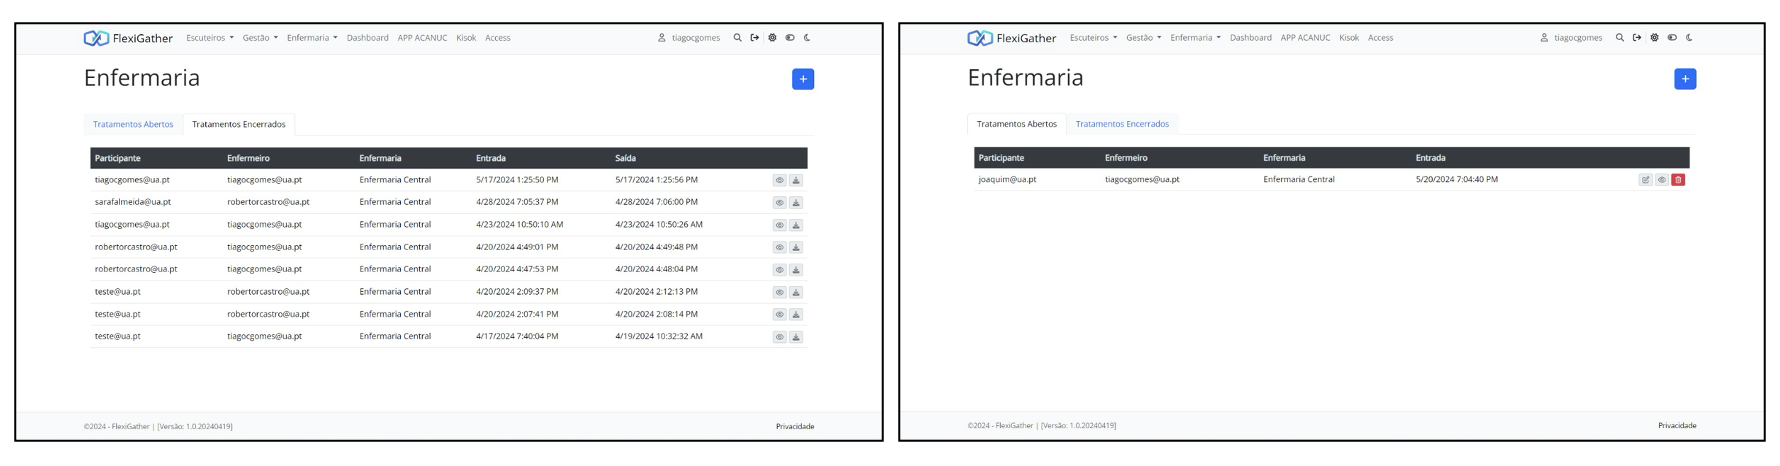 FlexiGather Escuteiros Gestão Enfermaria Dashboard APP ACANUC Kisok Access tiagocgomes
Enfermaria
+
Tratamentos Abertos Tratamentos Encerrados
Participante Enfermeiro Enfermaria Entrada Saída
tiagocgomes@ua.pt tiagocgomes@ua.pt Enfermaria Central 5/17/2024 1:25:50 PM 5/17/2024 1:25:56 PM
sarafalmeida@ua.pt robertorcastro@ua.pt Enfermaria Central 4/28/2024 7:05:37 PM 4/28/2024 7:06:00 PM
tiagocgomes@ua.pt tiagocgomes@ua.pt Enfermaria Central 4/23/2024 10:50:10 AM 4/23/2024 10:50:26 AM
robertorcastro@ua.pt tiagocgomes@ua.pt Enfermaria Central 4/20/2024 4:49:01 PM 4/20/2024 4:49:48 PM
robertorcastro@ua.pt tiagocgomes@ua.pt Enfermaria Central 4/20/2024 4:47:53 PM 4/20/2024 4:48:04 PM
teste@ua.pt robertorcastro@ua.pt Enfermaria Central 4/20/2024 2:09:37 PM 4/20/2024 2:12:13 PM
teste@ua.pt robertorcastro@ua.pt Enfermaria Central 4/20/2024 2:07:41 PM 4/20/2024 2:08:14 PM
teste@ua.pt tiagocgomes@ua.pt Enfermaria Central 4/17/2024 7:40:04 PM 4/19/2024 10:32:32 AM
©2024 - FlexiGather | [Versão: 1.0.20240419] Privacidade
FlexiGather Escuteiros Gestão Enfermaria Dashboard APP ACANUC Kisok Access tiagocgomes
Enfermaria
+
Tratamentos Abertos Tratamentos Encerrados
Participante Enfermeiro Enfermaria Entrada
joaquim@ua.pt tiagocgomes@ua.pt Enfermaria Central 5/20/2024 7:04:40 PM
©2024 - FlexiGather | [Versão: 1.0.20240419] Privacidade